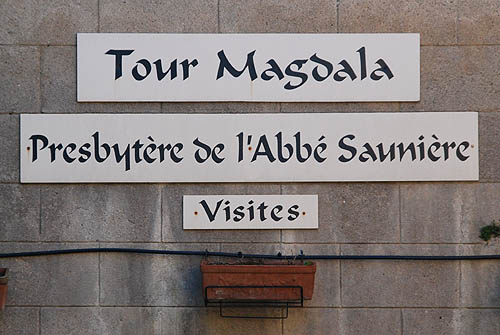 Tour Magdala
Presbytère de l'Abbé Saunière
Visites